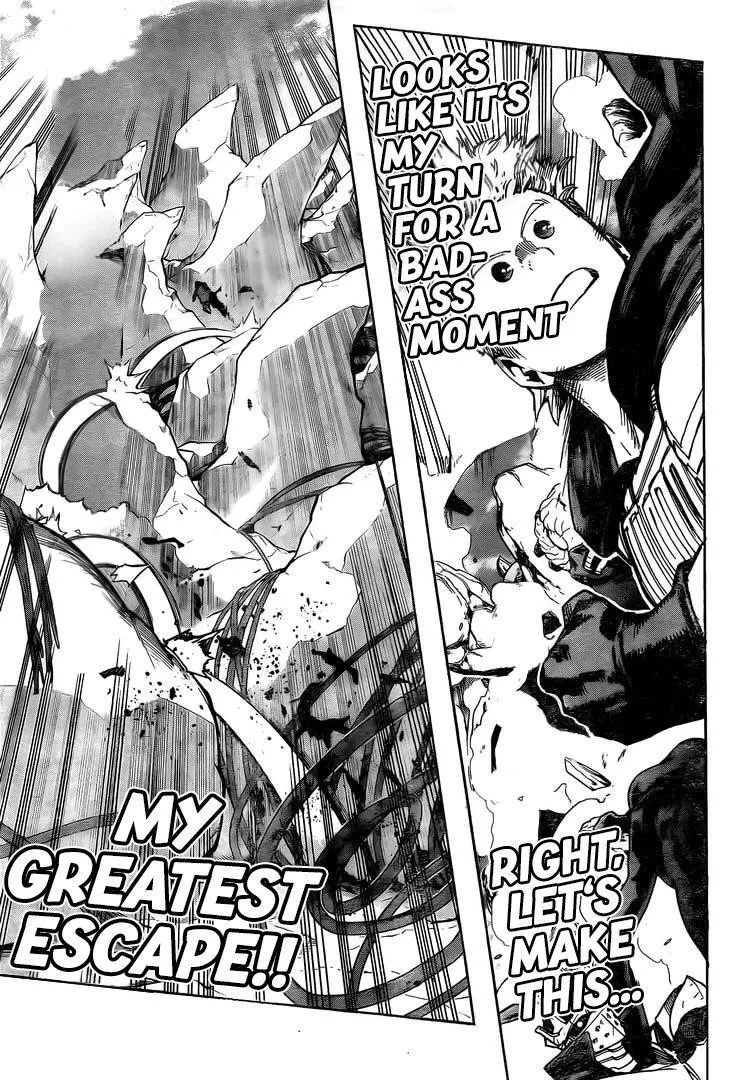 LOOKS
LIKE IT'S
MY
TURN
FOR A
BAD-
ASS
MOMENT
RIGHT.
LET'S
MAKE
THIS...
MY
GREATEST
ESCAPE!!